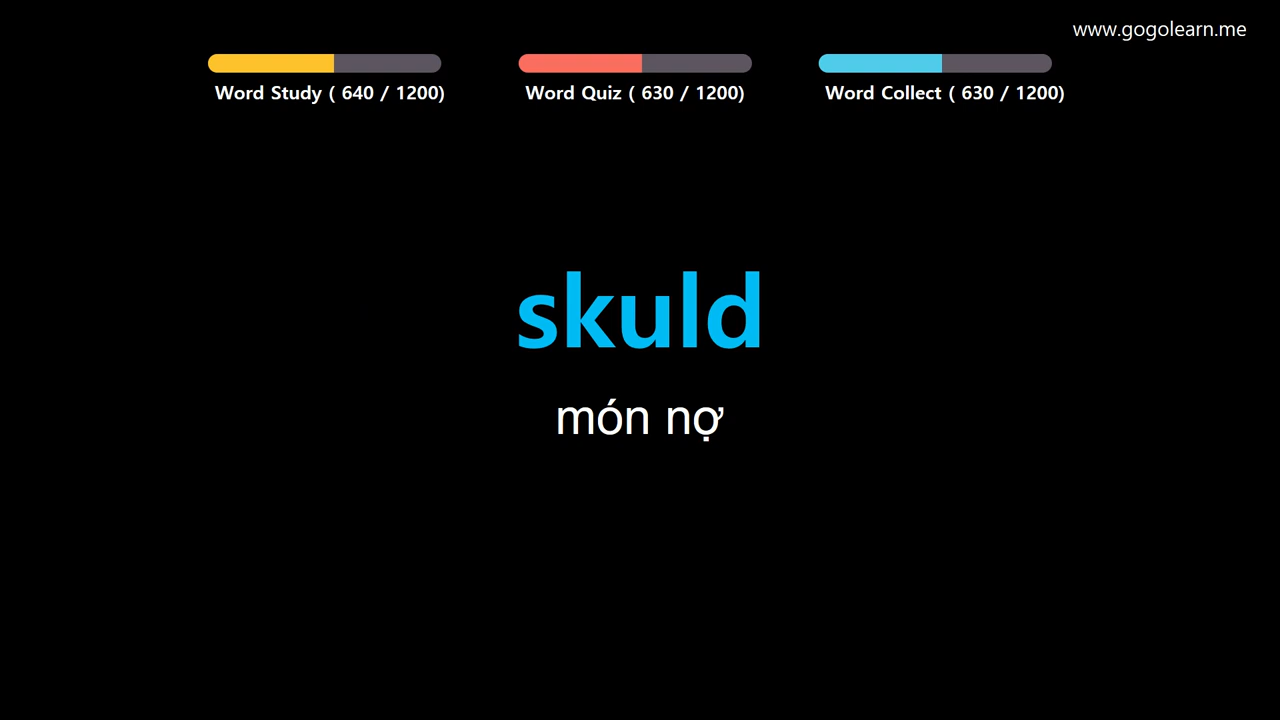 www.gogolearn.me
Word Study ( 640 / 1200)
Word Quiz ( 630 / 1200)
Word Collect ( 630 / 1200)
skuld
món nợ